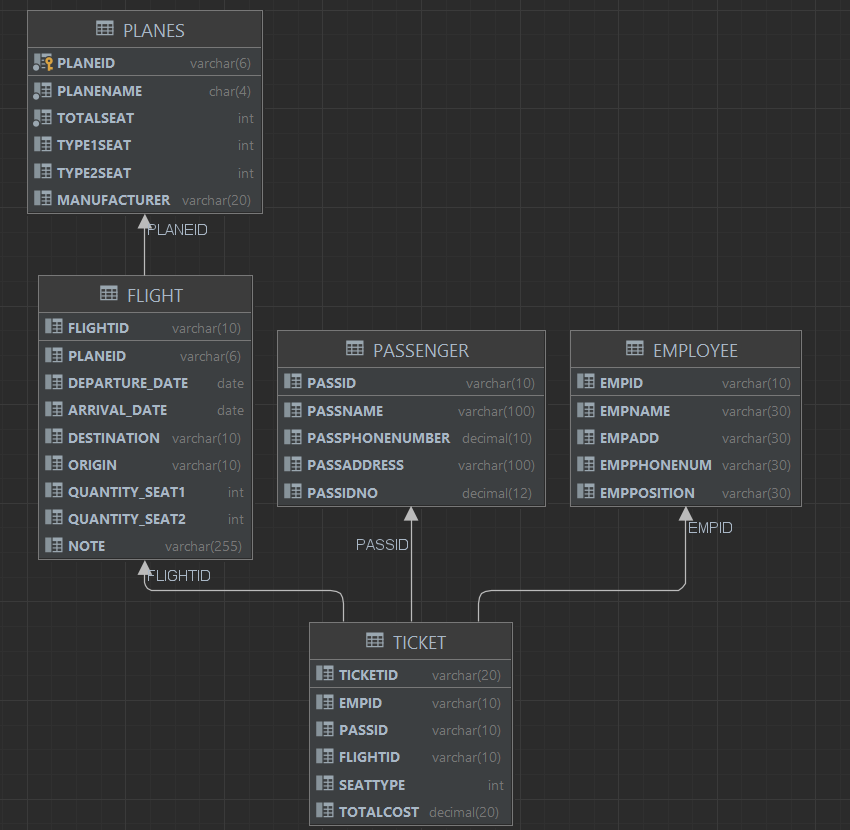 PLANES
PLANEID varchar(6)
PLANENAME char(4)
TOTALSEAT int
TYPE1SEAT int
TYPE2SEAT int
MANUFACTURER varchar(20)
PLANEID
FLIGHT
FLIGHTID varchar(10)
PLANEID varchar(6)
DEPARTURE_DATE date
ARRIVAL_DATE date
DESTINATION varchar(10)
ORIGIN varchar(10)
QUANTITY_SEAT1 int
QUANTITY_SEAT2 int
NOTE varchar(255)
FLIGHTID
PASSENGER
PASSID varchar(10)
PASSNAME varchar(100)
PASSPHONENUMBER decimal(10)
PASSADDRESS varchar(100)
PASSIDNO decimal(12)
PASSID
EMPLOYEE
EMPID varchar(10)
EMPNAME varchar(30)
EMPADD varchar(30)
EMPPHONENUM varchar(30)
EMPPOSITION varchar(30)
EMPID
TICKET
TICKETID varchar(20)
EMPID varchar(10)
PASSID varchar(10)
FLIGHTID varchar(10)
SEATTYPE int
TOTALCOST decimal(20)